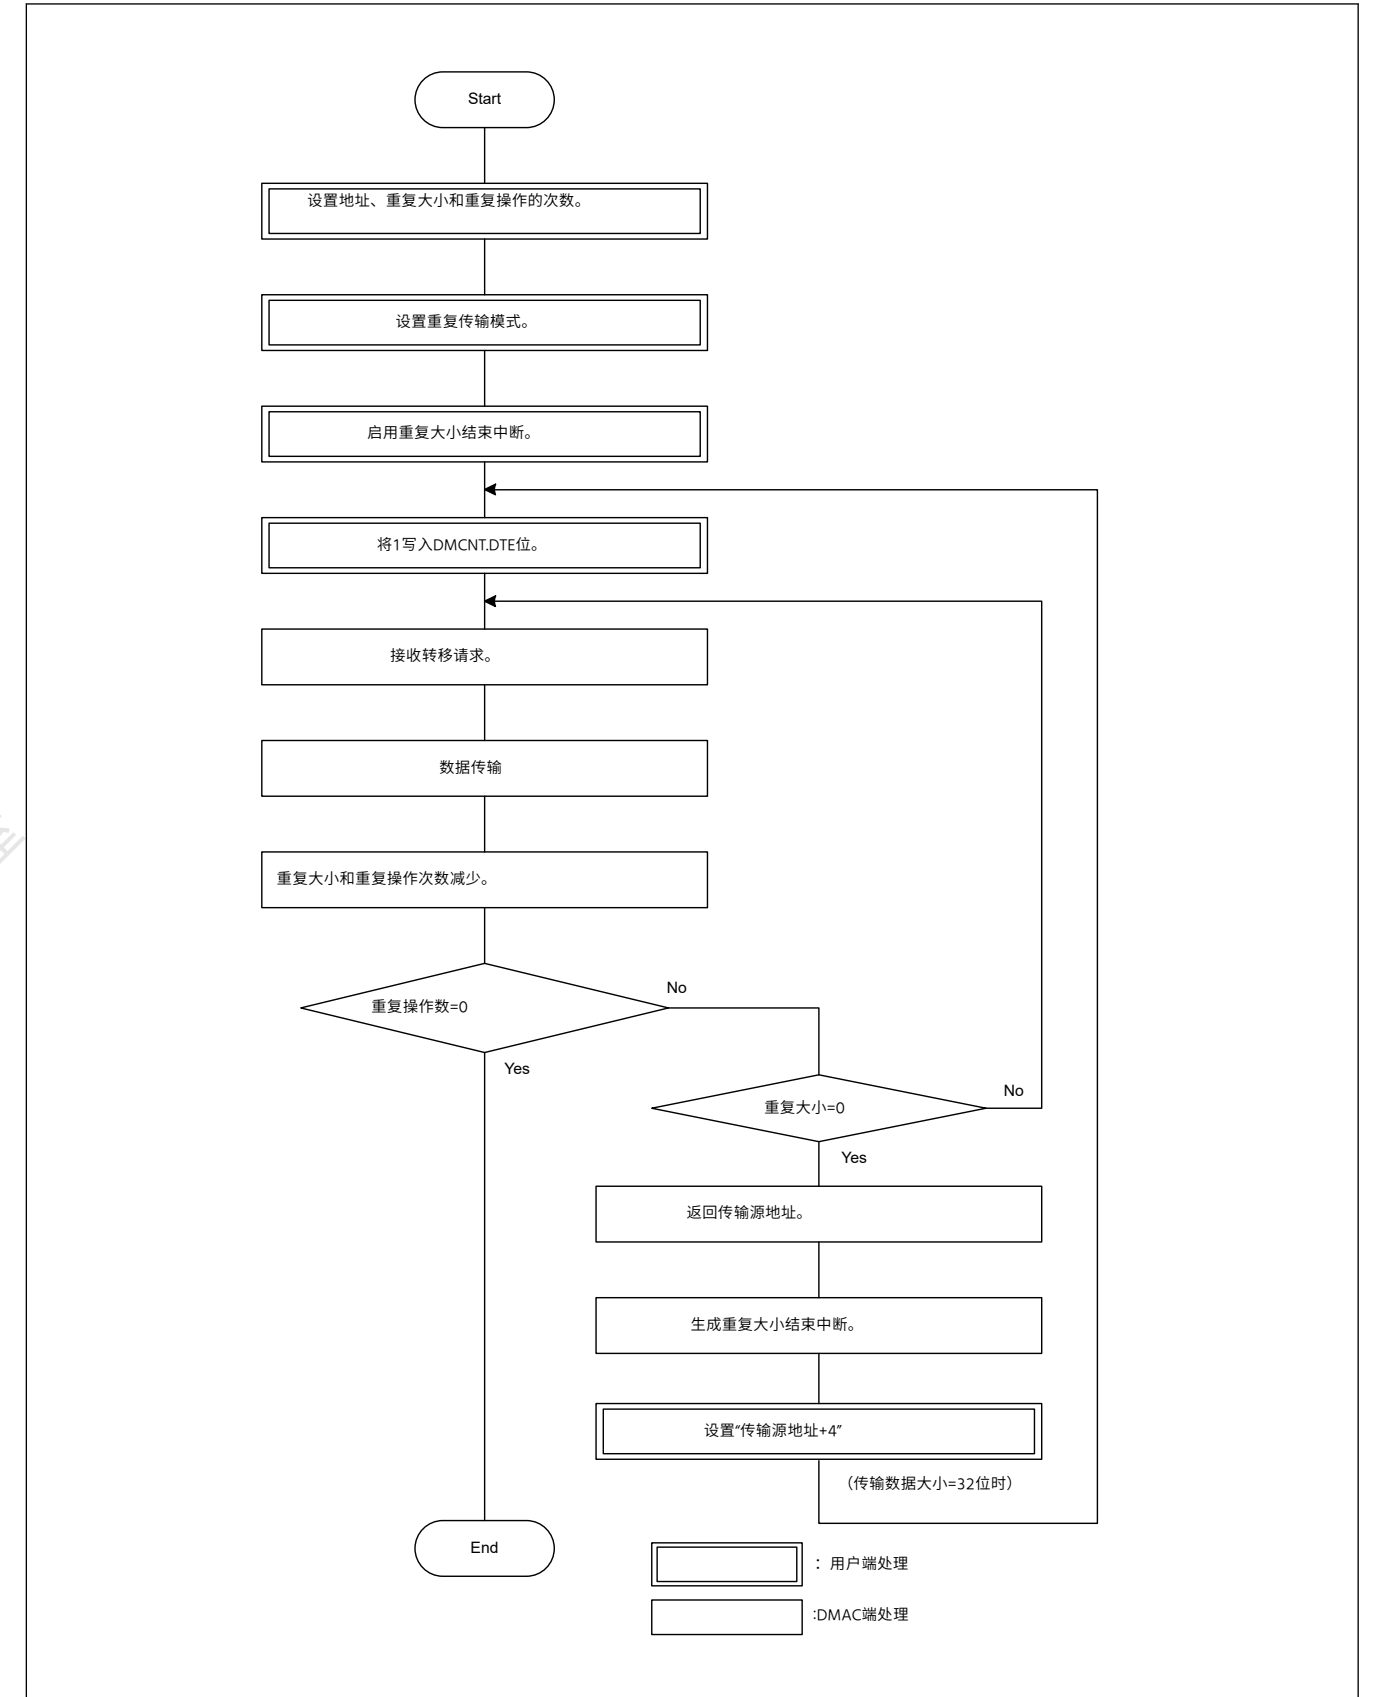 Start
设置地址、重复大小和重复操作的次数。
设置重复传输模式。
启用重复大小结束中断。
将1写入DMCNT.DTE位。
接收转移请求。
数据传输
重复大小和重复操作次数减少。
重复操作数=0
No
Yes
重复大小=0
No
Yes
返回传输源地址。
生成重复大小结束中断。
设置“传输源地址+4”
（传输数据大小=32位时）
End
：用户端处理
:DMAC端处理